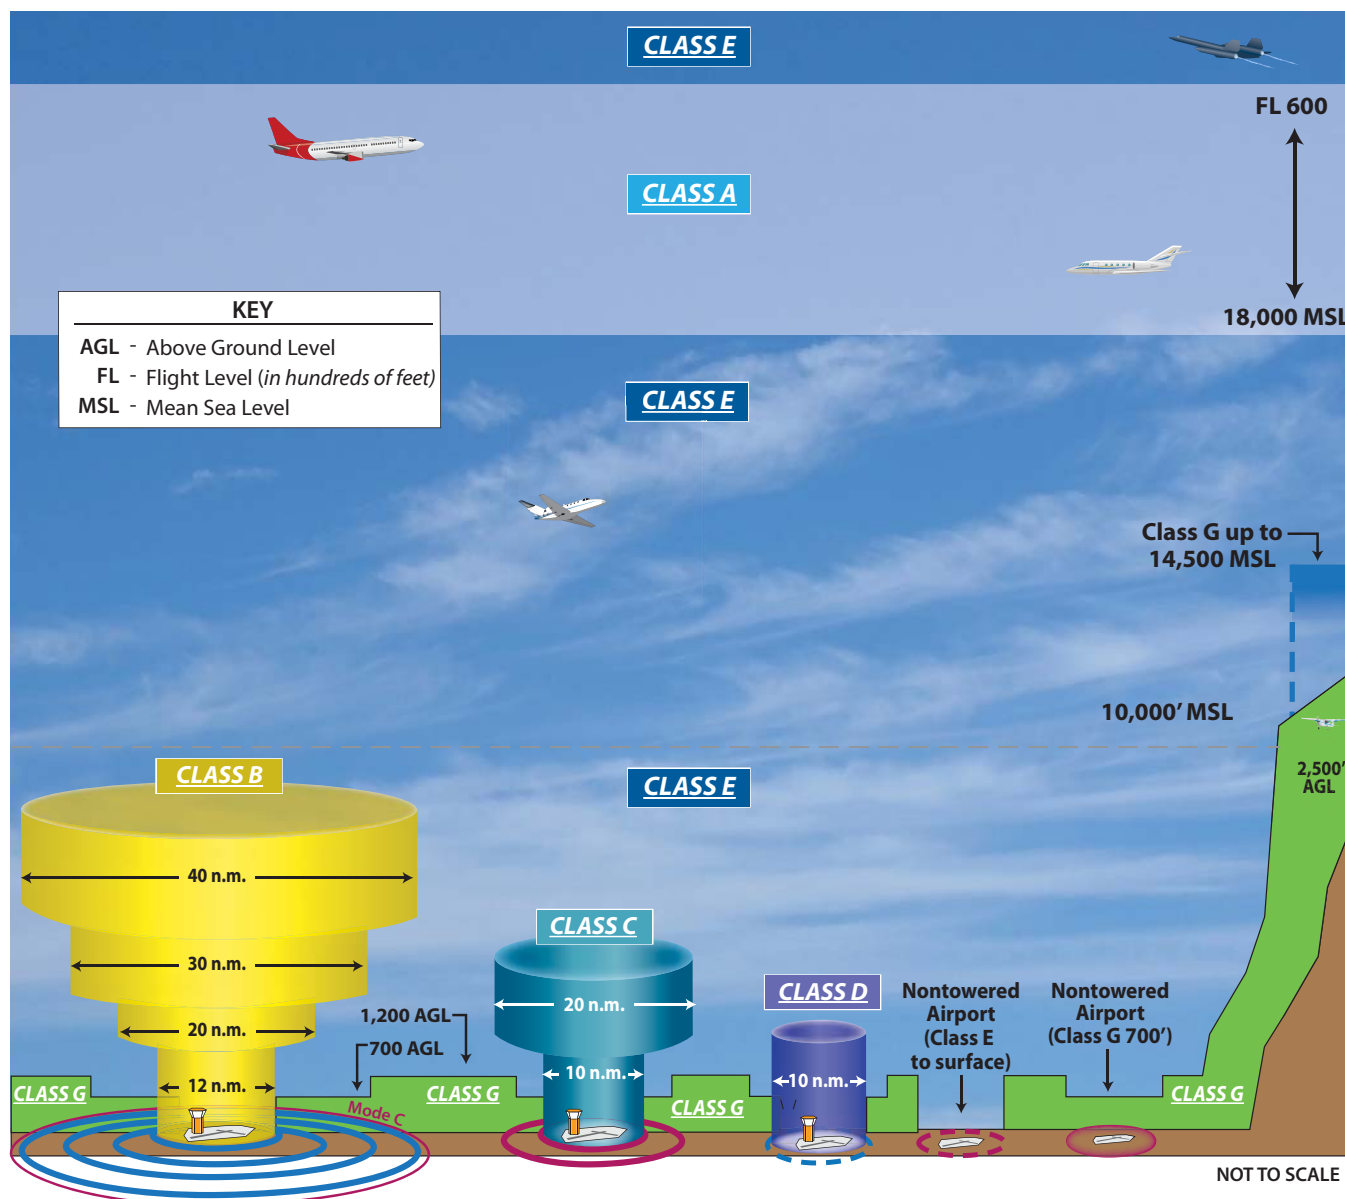 CLASS E
FL 600
CLASS A
18,000 MSL
KEY
AGL - Above Ground Level
FL - Flight Level (in hundreds of feet)
MSL - Mean Sea Level
CLASS E
Class G up to
14,500 MSL
10,000’ MSL
CLASS B
CLASS E
2,500’
AGL
40 n.m.
CLASS C
30 n.m.
CLASS D
Nontowered
Airport
(Class E
to surface)
Nontowered
Airport
(Class G 700’)
20 n.m.
1,200 AGL
20 n.m.
700 AGL
10 n.m.
10 n.m.
12 n.m.
CLASS G
CLASS G
CLASS G
CLASS G
Mode C
NOT TO SCALE